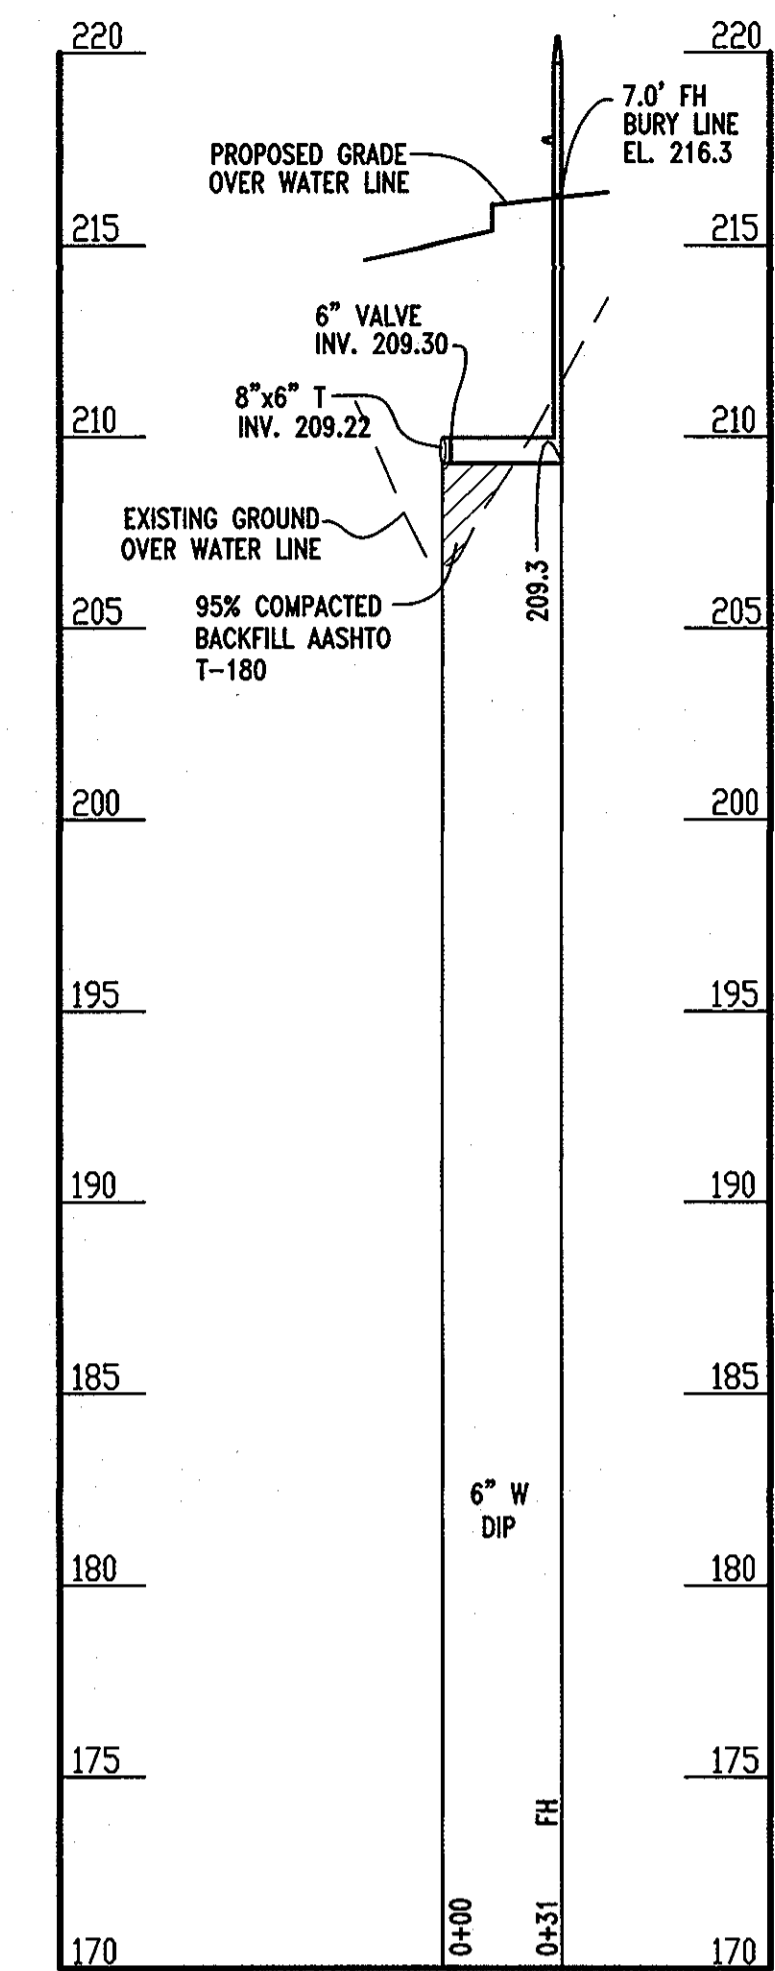 220
220
7.0' FH
BURY LINE
EL. 216.3
PROPOSED GRADE
OVER WATER LINE
215
215
6" VALVE
INV. 209.30
8"x6" T
INV. 209.22
210
210
EXISTING GROUND
OVER WATER LINE
209.3
95% COMPACTED
BACKFILL AASHTO
T-180
205
205
200
200
195
195
190
190
185
185
6" W
DIP
180
180
175
175
FH
0+00
0+31
170
170